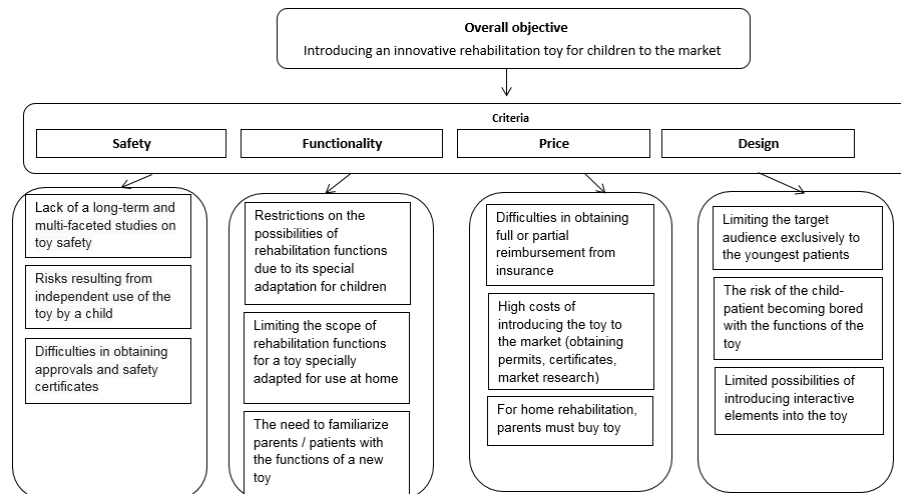 Overall objective
Introducing an innovative rehabilitation toy for children to the market
Criteria
Safety
Functionality
Price
Design
Lack of a long-term and
multi-faceted studies on
toy safety
Risks resulting from
independent use of the
toy by a child
Difficulties in obtaining
approvals and safety
certificates
Restrictions on the
possibilities of
rehabilitation functions
due to its special
adaptation for children
Limiting the scope of
rehabilitation functions
for a toy specially
adapted for use at home
The need to familiarize
parents / patients with
the functions of a new
toy
Difficulties in obtaining
full or partial
reimbursement from
insurance
High costs of
introducing the toy to
the market (obtaining
permits, certificates,
market research)
For home rehabilitation,
parents must buy toy
Limiting the target
audience exclusively to
the youngest patients
The risk of the child-
patient becoming bored
with the functions of the
toy
Limited possibilities of
introducing interactive
elements into the toy